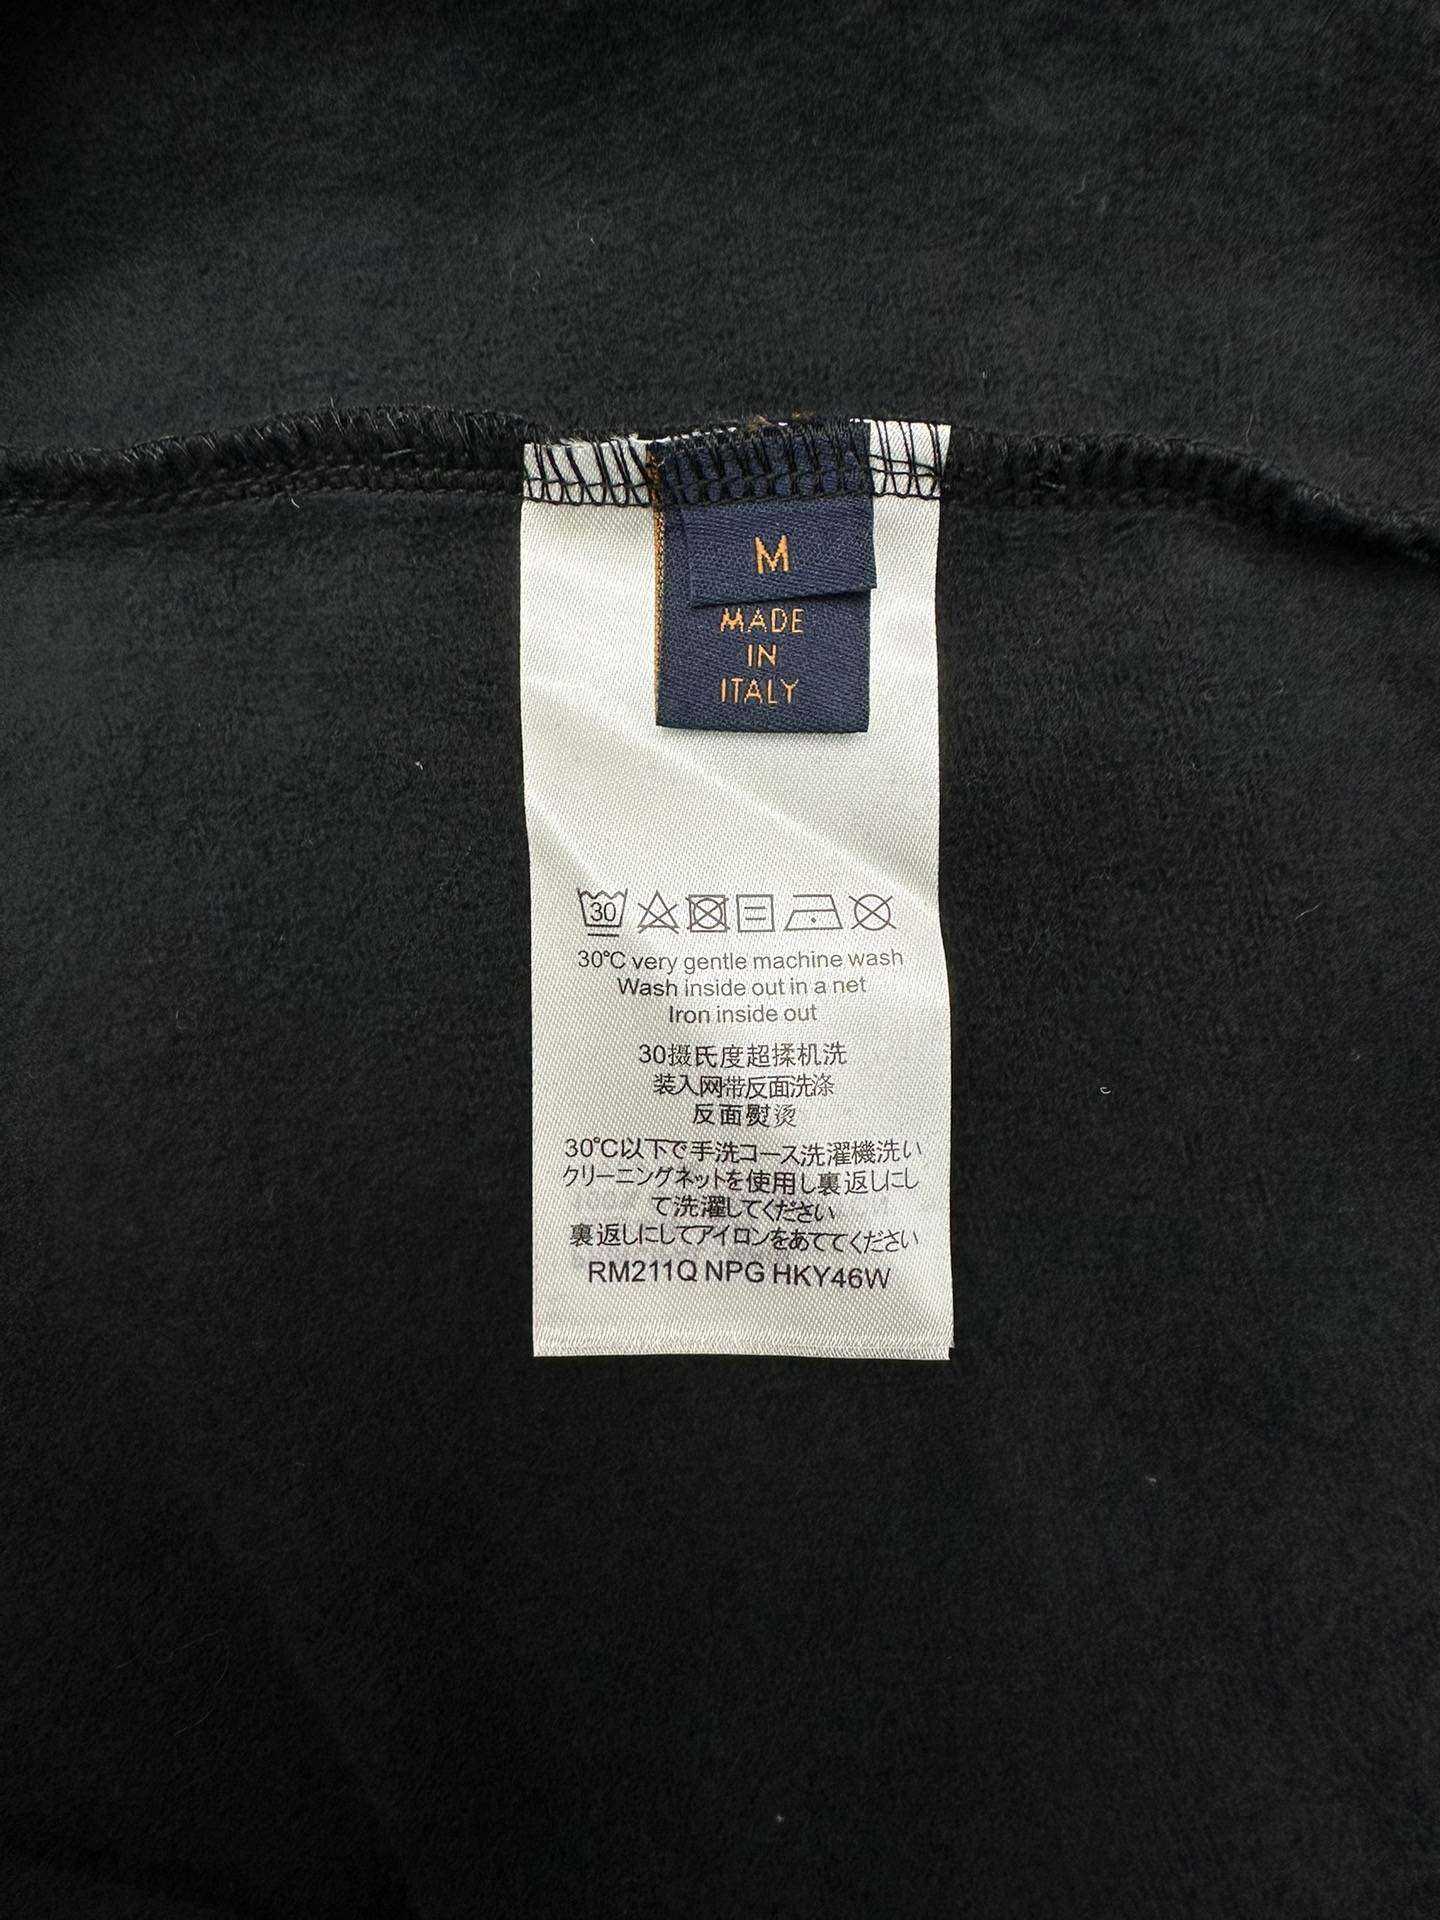 M
MADE
IN
ITALY
30
30℃ very gentle machine wash
Wash inside out in a net
Iron inside out
30摄氏度超揉机洗
装入网带反面洗涤
反面熨烫
30℃以下で手洗コース洗濯機洗い
クリーニングネットを使用し裏返しにし
て洗濯してください
裏返しにしてアイロンをあててください
RM211Q NPG HKY46W